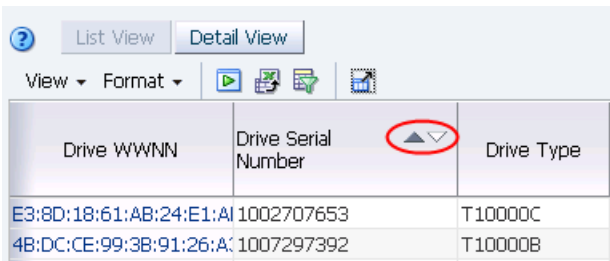 List View Detail View
View Format
Drive WWNN Drive Serial Number Drive Type
E3:8D:18:61:AB:24:E1:A 1002707653 T10000C
4B:DC:CE:99:3B:91:26:A 1007297392 T10000B